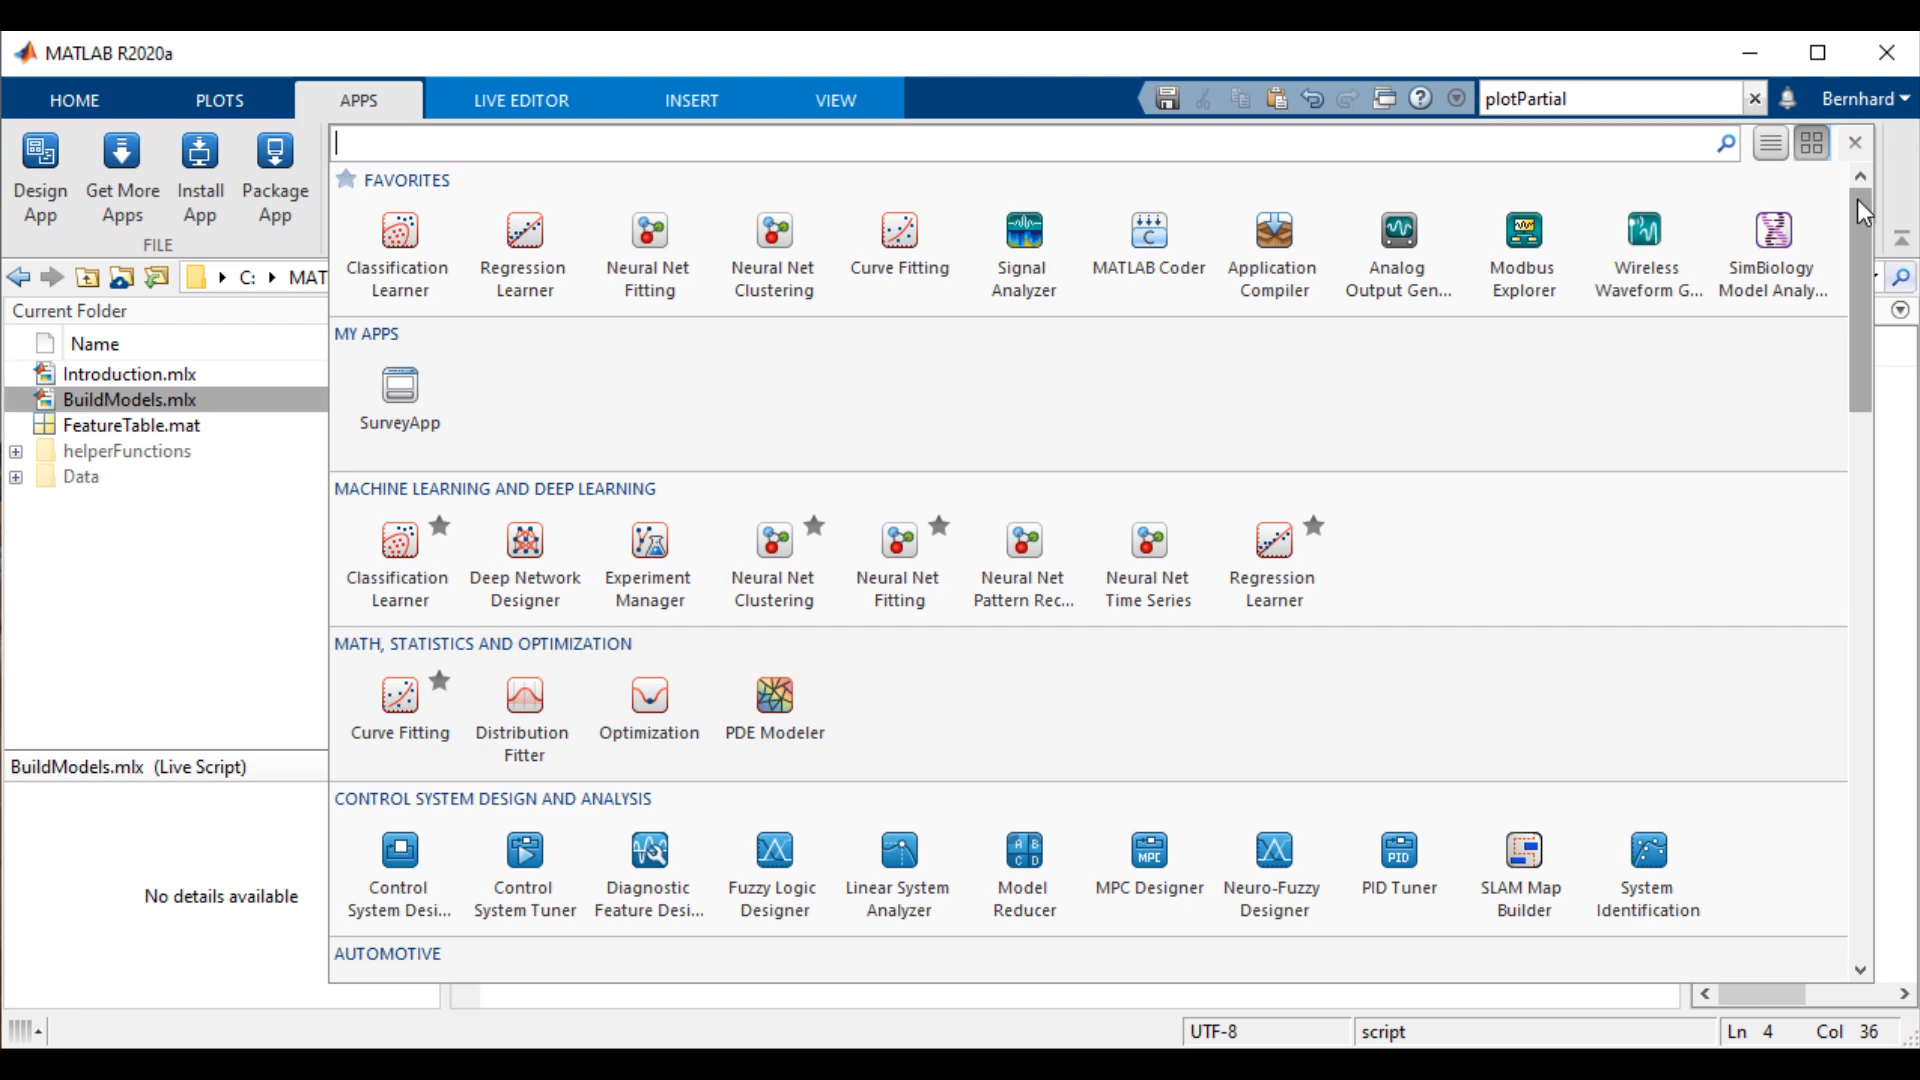 MATLAB R2020a
HOME PLOTS APPS LIVE EDITOR INSERT VIEW plotPartial Bernhard
Design App
Get More Apps
Install App
Package App
FILE
C: MAT
Current Folder
Name
Introduction.mlx
BuildModels.mlx
FeatureTable.mat
helperFunctions
Data
BuildModels.mlx (Live Script)
No details available
FAVORITES
Classification Learner
Regression Learner
Neural Net Fitting
Neural Net Clustering
Curve Fitting
Signal Analyzer
MATLAB Coder
Application Compiler
Analog Output Gen...
Modbus Explorer
Wireless Waveform G...
SimBiology Model Analy...
MY APPS
SurveyApp
MACHINE LEARNING AND DEEP LEARNING
Classification Learner
Deep Network Designer
Experiment Manager
Neural Net Clustering
Neural Net Fitting
Neural Net Pattern Rec...
Neural Net Time Series
Regression Learner
MATH, STATISTICS AND OPTIMIZATION
Curve Fitting
Distribution Fitter
Optimization
PDE Modeler
CONTROL SYSTEM DESIGN AND ANALYSIS
Control System Desi...
Control System Tuner
Diagnostic Feature Desi...
Fuzzy Logic Designer
Linear System Analyzer
Model Reducer
MPC Designer
Neuro-Fuzzy Designer
PID Tuner
SLAM Map Builder
System Identification
AUTOMOTIVE
UTF-8 script Ln 4 Col 36